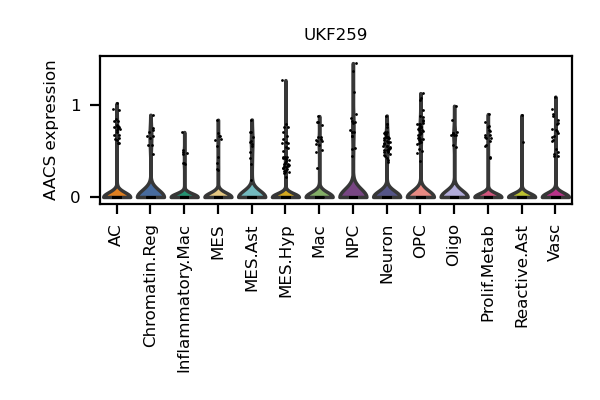 UKF259
AACS expression
1
0
AC
Chromatin.Reg
Inflammatory.Mac
MES
MES.Ast
MES.Hyp
Mac
NPC
Neuron
OPC
Oligo
Prolif.Metab
Reactive.Ast
Vasc